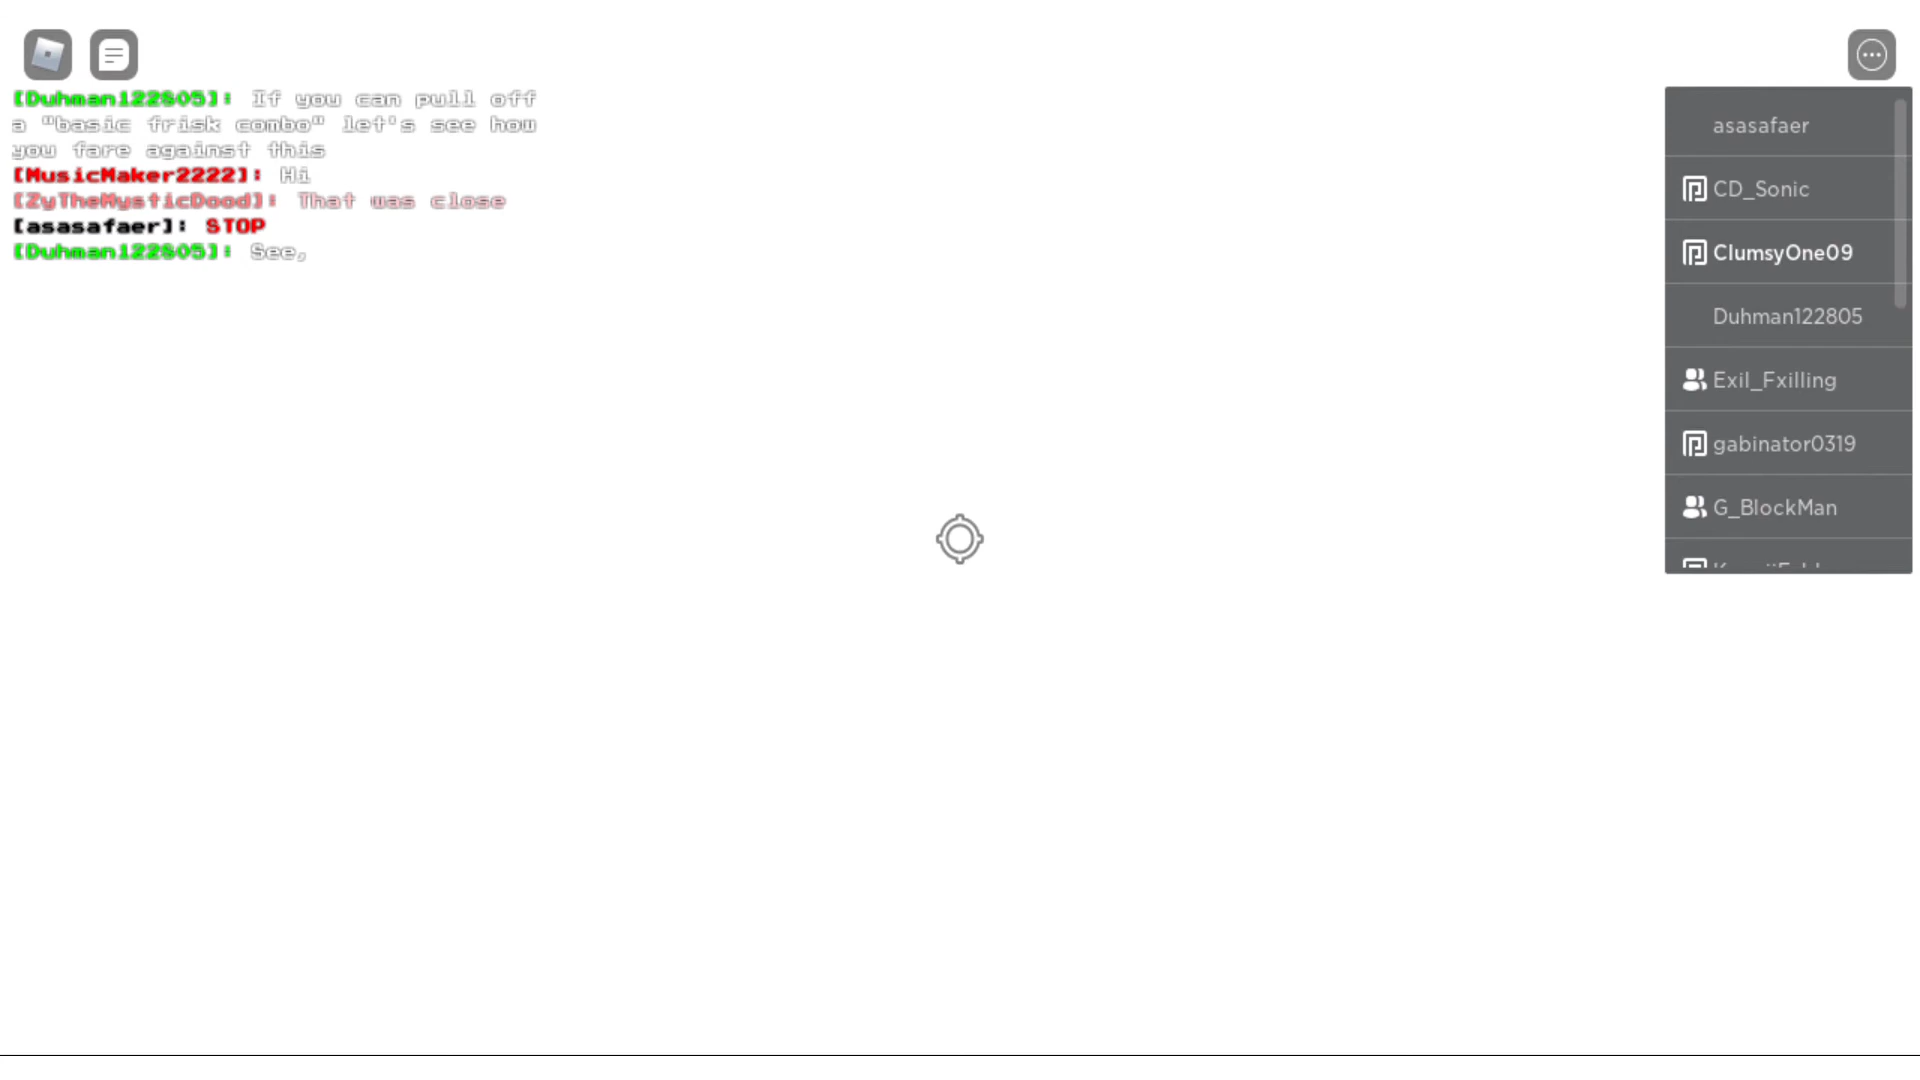 [Duhman122805]: If you can pull off
a "basic frisk combo" let's see how
you fare against this
[MusicMaker2222]: Hi
[ZyTheMysticDood]: That was close
[asasafaer]: STOP
[Duhman122805]: See,
asasafaer
CD_Sonic
ClumsyOne09
Duhman122805
Exil_Fxilling
gabinator0319
G_BlockMan